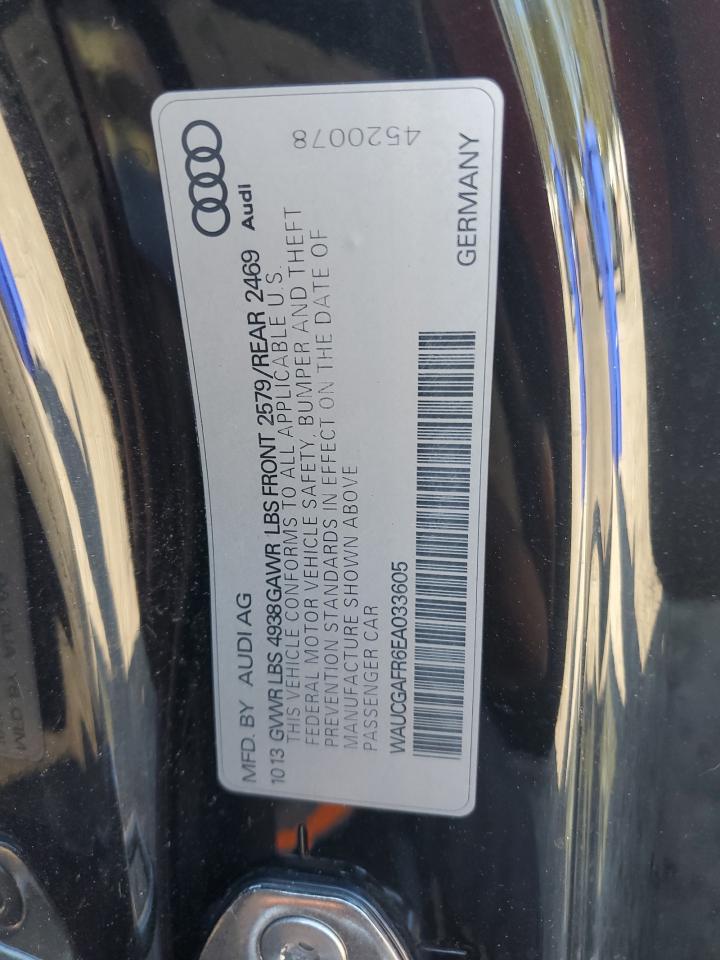 MFD. BY AUDI AG
Audi
10 13 GVWR LBS 4938 GAWR LBS FRONT 2579/REAR 2469
THIS VEHICLE CONFORMS TO ALL APPLICABLE U.S.
FEDERAL MOTOR VEHICLE SAFETY, BUMPER AND THEFT
PREVENTION STANDARDS IN EFFECT ON THE DATE OF
MANUFACTURE SHOWN ABOVE
PASSENGER CAR
WAUCGAFR6EA033605
GERMANY
4520078